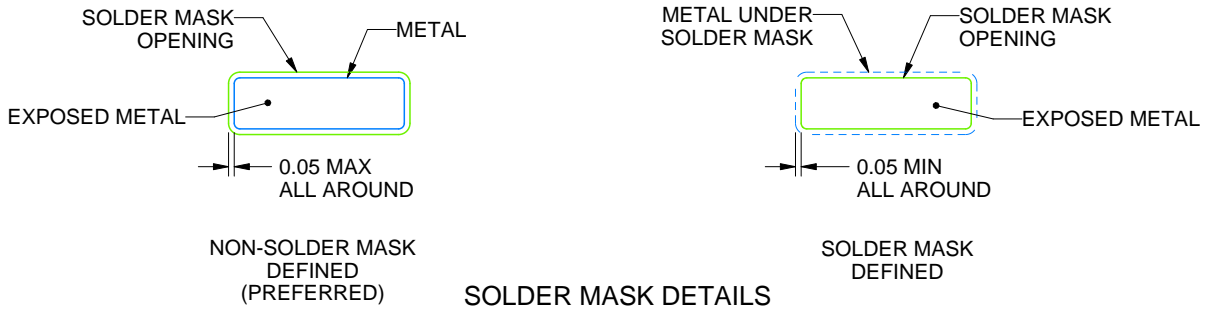 SOLDER MASK
OPENING
METAL
EXPOSED METAL
0.05 MAX
ALL AROUND
NON-SOLDER MASK
DEFINED
(PREFERRED)
METAL UNDER
SOLDER MASK
SOLDER MASK
OPENING
EXPOSED METAL
0.05 MIN
ALL AROUND
SOLDER MASK
DEFINED
SOLDER MASK DETAILS